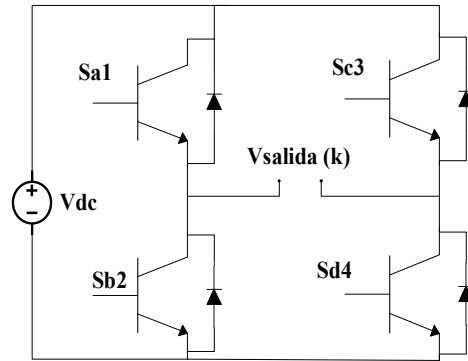 Sa1
Sc3
Vsalida (k)
+
Vdc
−
Sb2
Sd4